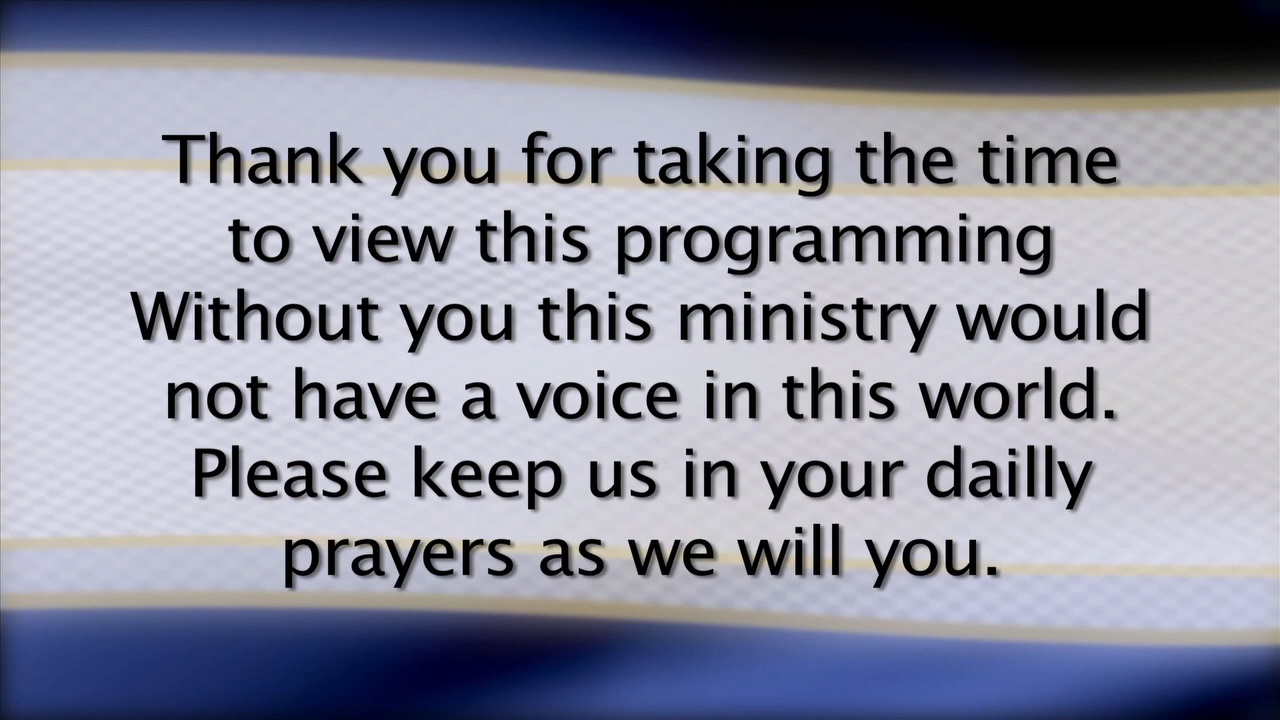 Thank you for taking the time
to view this programming
Without you this ministry would
not have a voice in this world.
Please keep us in your dailly
prayers as we will you.